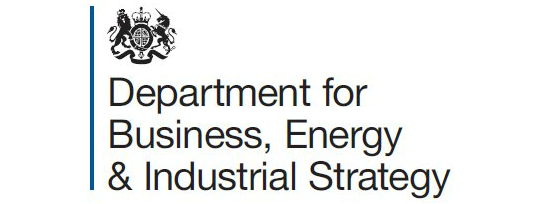 Department for
Business, Energy
& Industrial Strategy